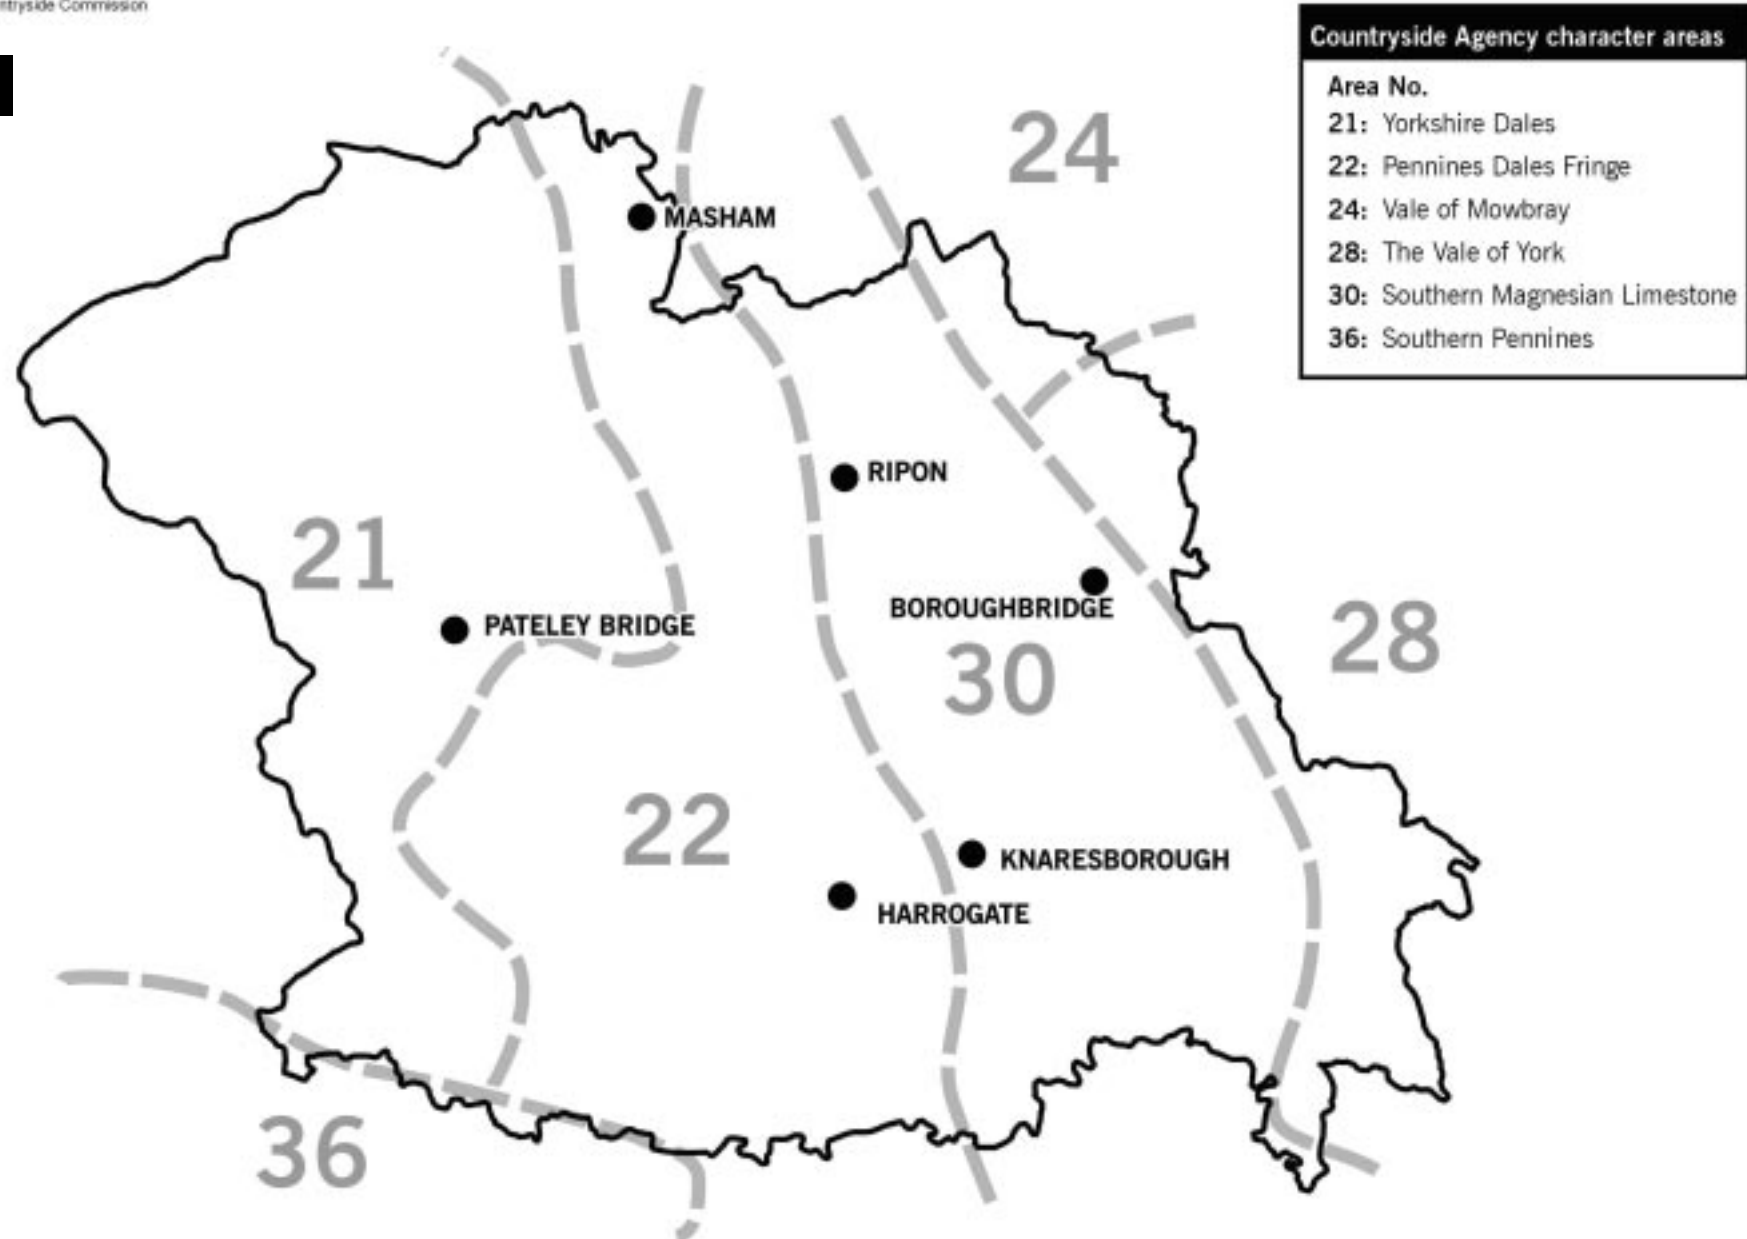 Commission
Countryside Agency character areas
Area No.
21: Yorkshire Dales
22: Pennines Dales Fringe
24: Vale of Mowbray
28: The Vale of York
30: Southern Magnesian Limestone
36: Southern Pennines
24
MASHAM
RIPON
21
BOROUGHBRIDGE
PATELEY BRIDGE
28
30
22
KNARESBOROUGH
HARROGATE
36